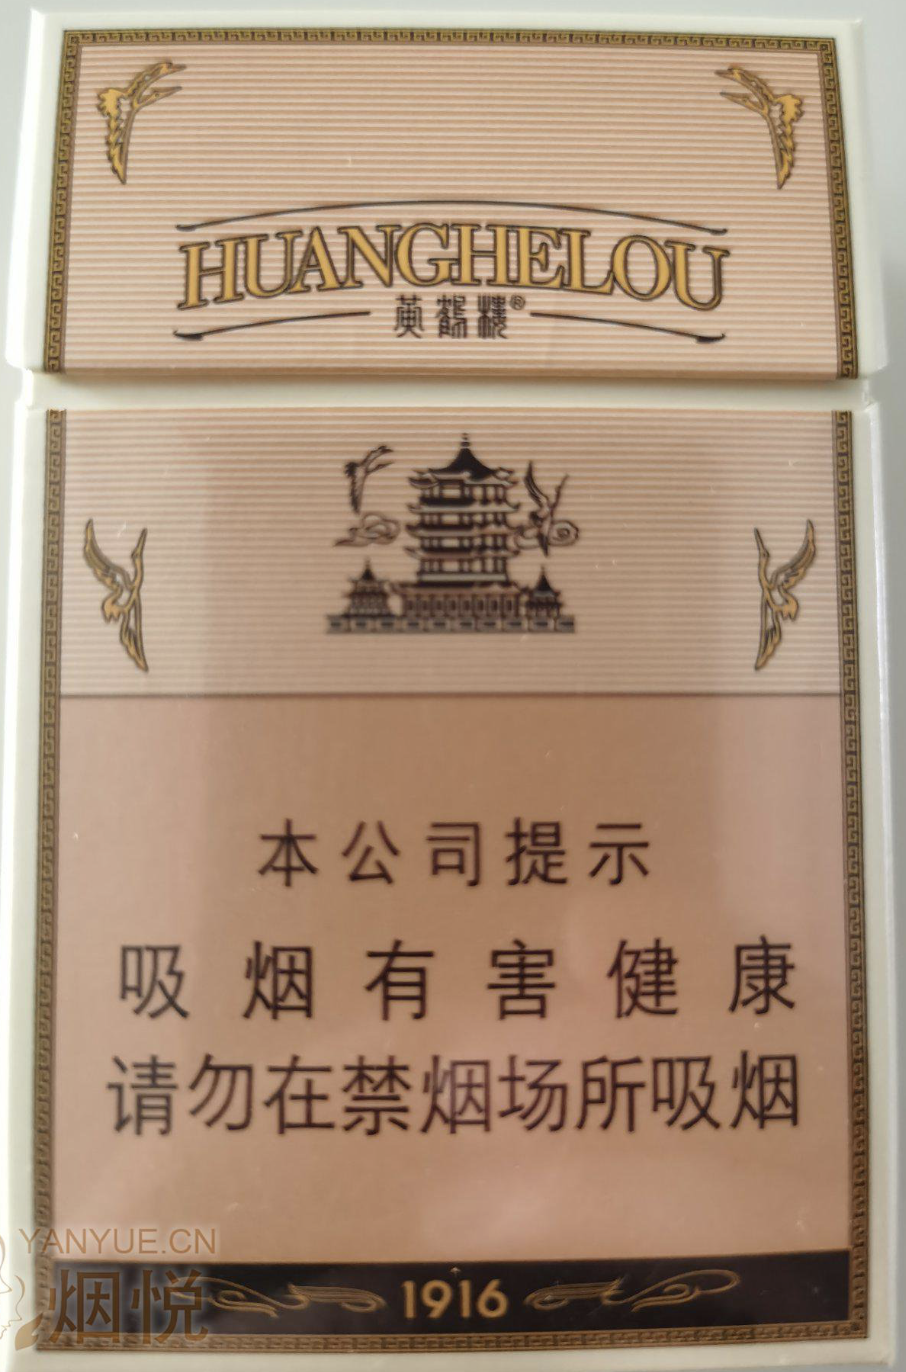 HUANGHELOU
黄鹤楼®
本公司提示
吸烟有害健康
请勿在禁烟场所吸烟
1916
YANYUE.CN
烟悦